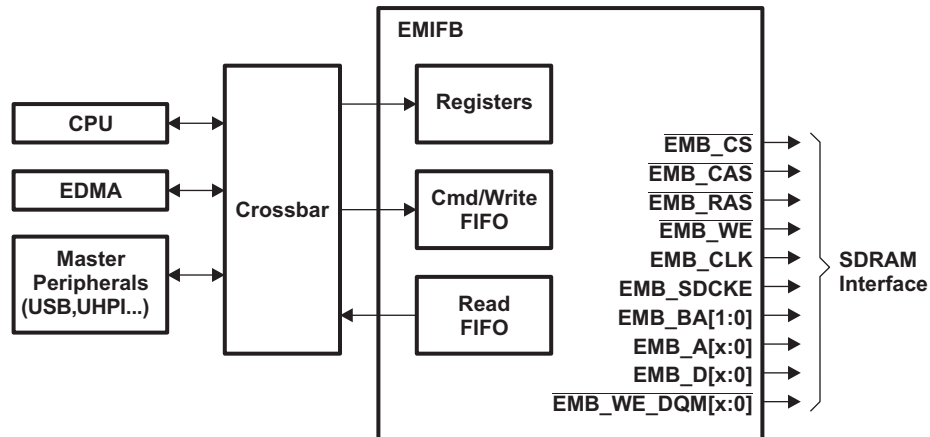 EMIFB
Registers
CPU
EDMA
Crossbar
Cmd/Write
FIFO
Master
Peripherals
(USB,UHPI...)
Read
FIFO
EMB_CS
EMB_CAS
EMB_RAS
EMB_WE
EMB_CLK
EMB_SDCKE
EMB_BA[1:0]
EMB_A[x:0]
EMB_D[x:0]
EMB_WE_DQM[x:0]
SDRAM
Interface